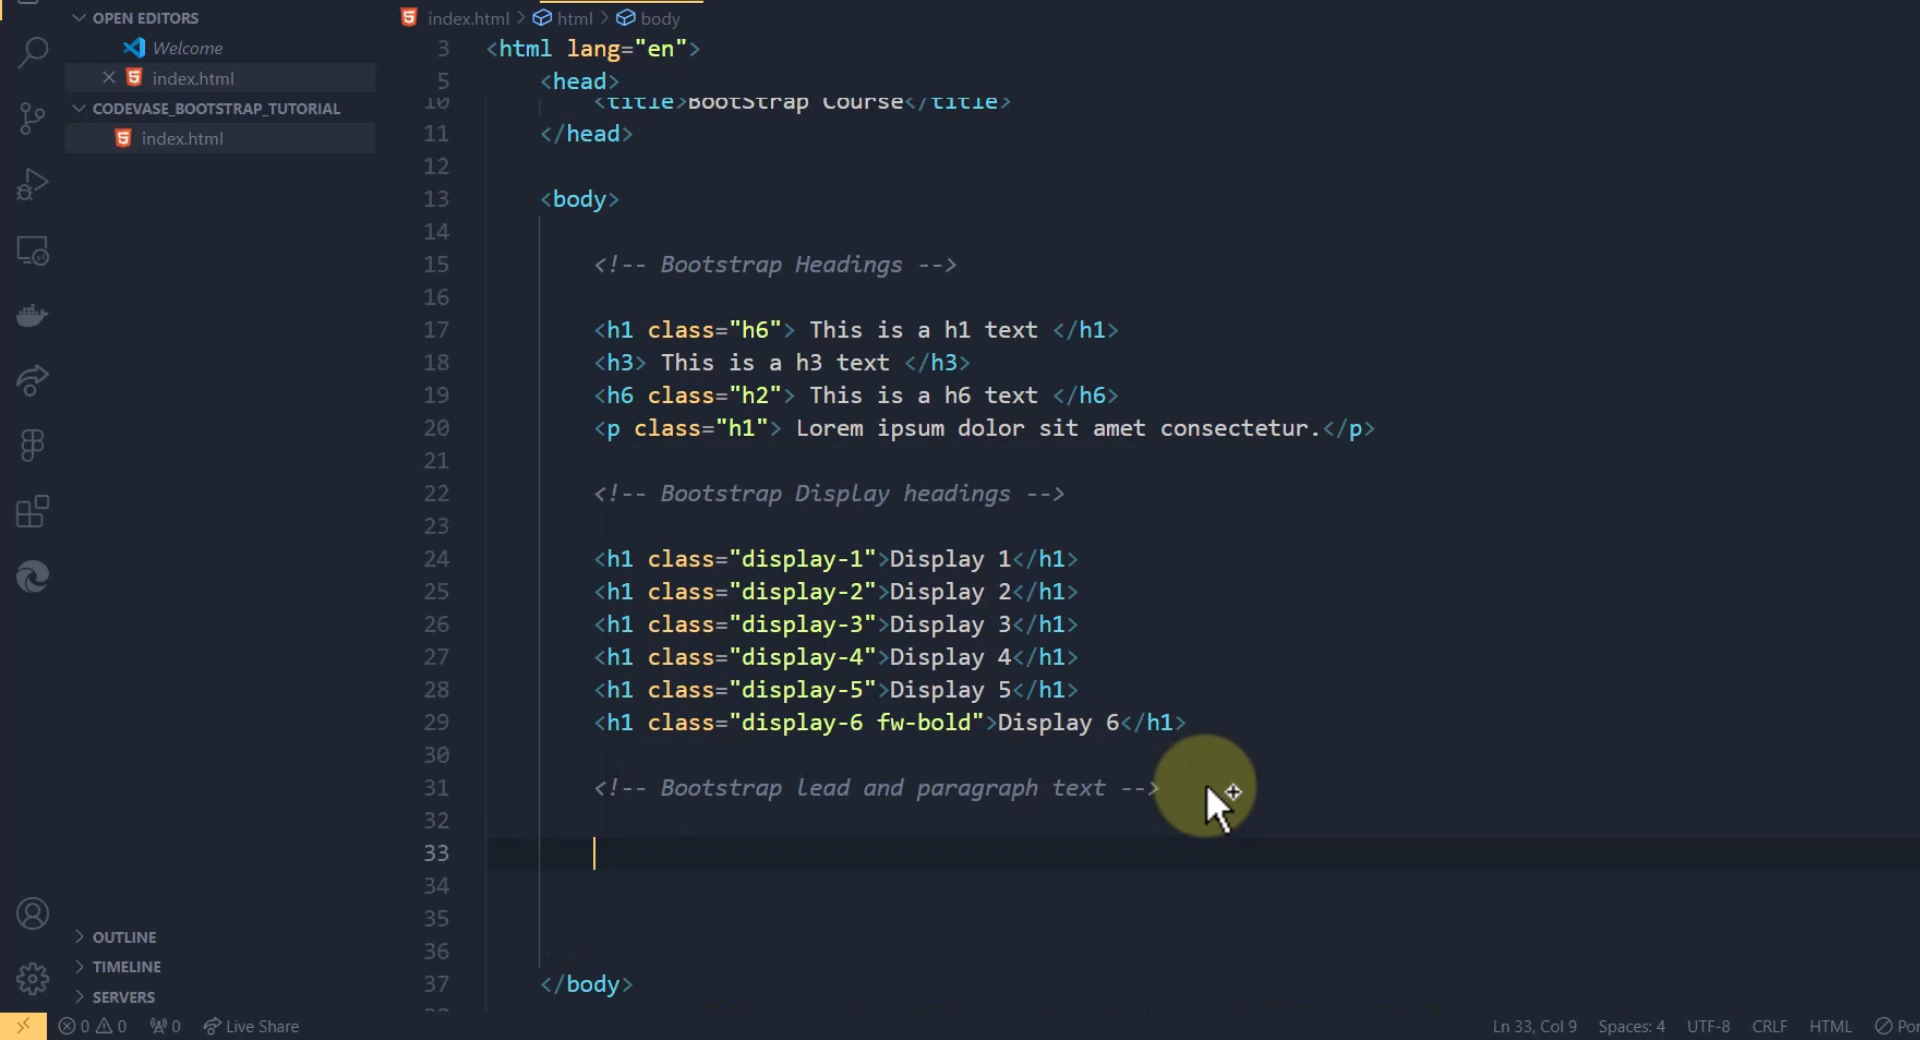 OPEN EDITORS
Welcome
index.html
CODEVASE_BOOTSTRAP_TUTORIAL
index.html
OUTLINE
TIMELINE
SERVERS
index.html > html > body
3 <html lang="en">
5 <head>
10 <title>BootStrap Course</title>
11 </head>
12
13 <body>
14
15 <!-- Bootstrap Headings -->
16
17 <h1 class="h6"> This is a h1 text </h1>
18 <h3> This is a h3 text </h3>
19 <h6 class="h2"> This is a h6 text </h6>
20 <p class="h1"> Lorem ipsum dolor sit amet consectetur.</p>
21
22 <!-- Bootstrap Display headings -->
23
24 <h1 class="display-1">Display 1</h1>
25 <h1 class="display-2">Display 2</h1>
26 <h1 class="display-3">Display 3</h1>
27 <h1 class="display-4">Display 4</h1>
28 <h1 class="display-5">Display 5</h1>
29 <h1 class="display-6 fw-bold">Display 6</h1>
30
31 <!-- Bootstrap lead and paragraph text -->
32
33
34
35
36
37 </body>
0 0 0 Live Share Ln 33, Col 9 Spaces: 4 UTF-8 CRLF HTML